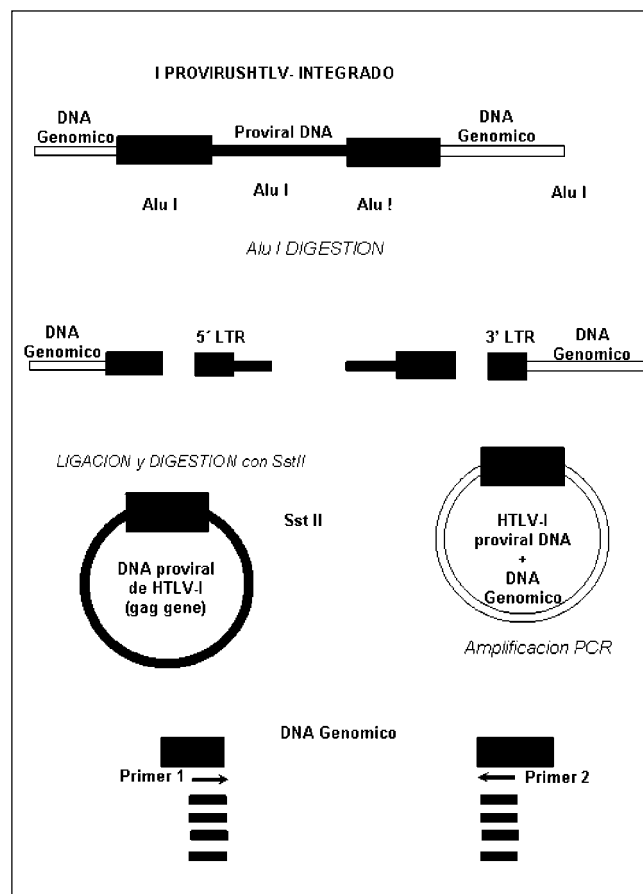 I PROVIRUSHTLV- INTEGRADO
DNA
Genomico
Proviral DNA
DNA
Genomico
Alu I
Alu I
Alu !
Alu I
Alu I DIGESTION
DNA
Genomico
5´ LTR
3' LTR
DNA
Genomico
LIGACION y DIGESTION con SstII
Sst II
DNA proviral
de HTLV-I
(gag gene)
HTLV-I
proviral DNA
+
DNA
Genomico
Amplificacion PCR
DNA Genomico
Primer 1
Primer 2